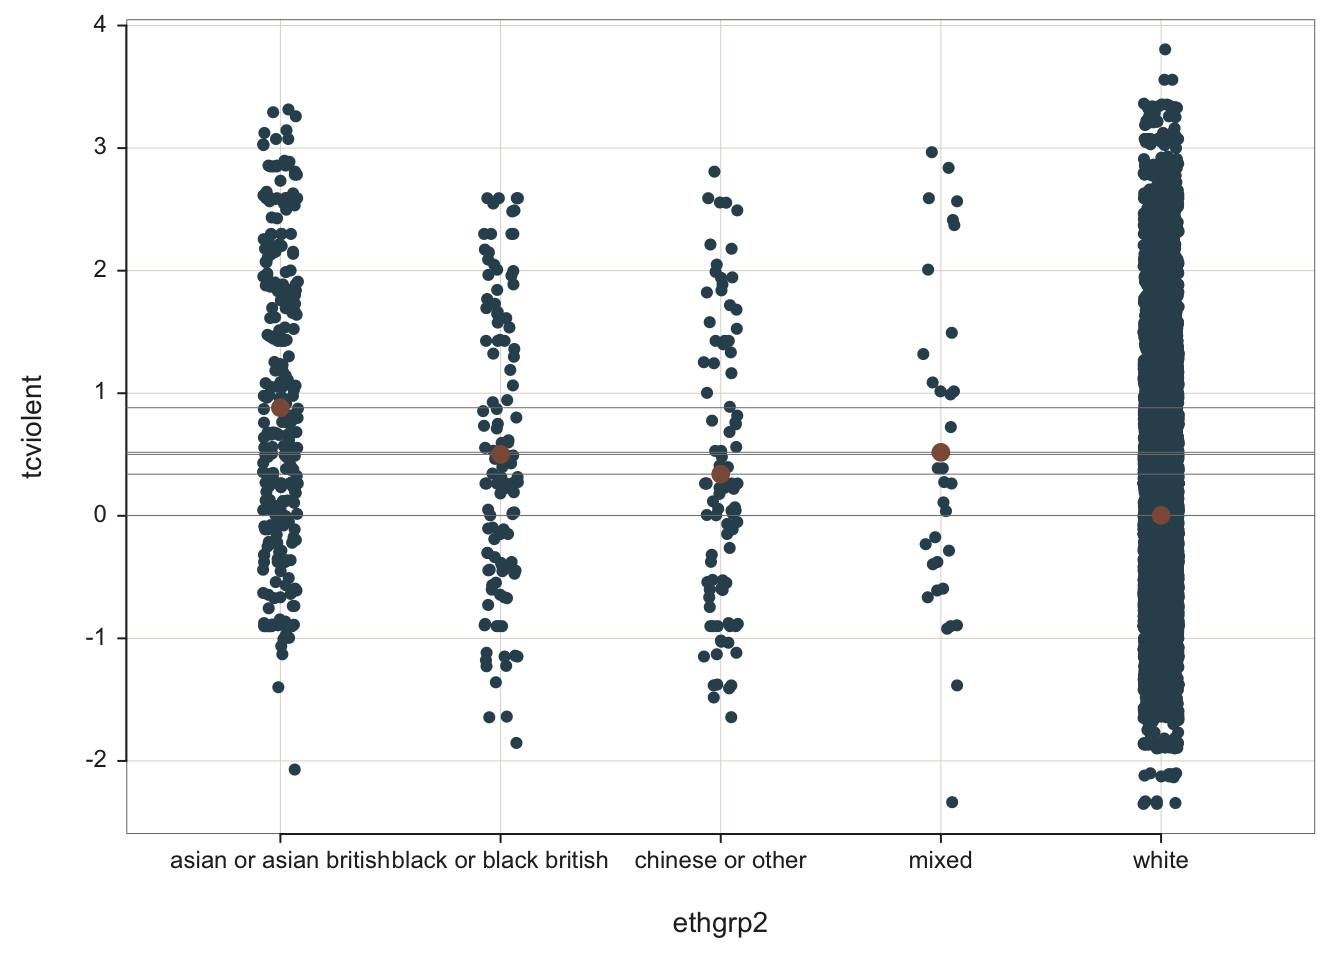 4
3
2
1
0
-1
-2
tcviolent
asian or asian british black or black british chinese or other mixed white
ethgrp2